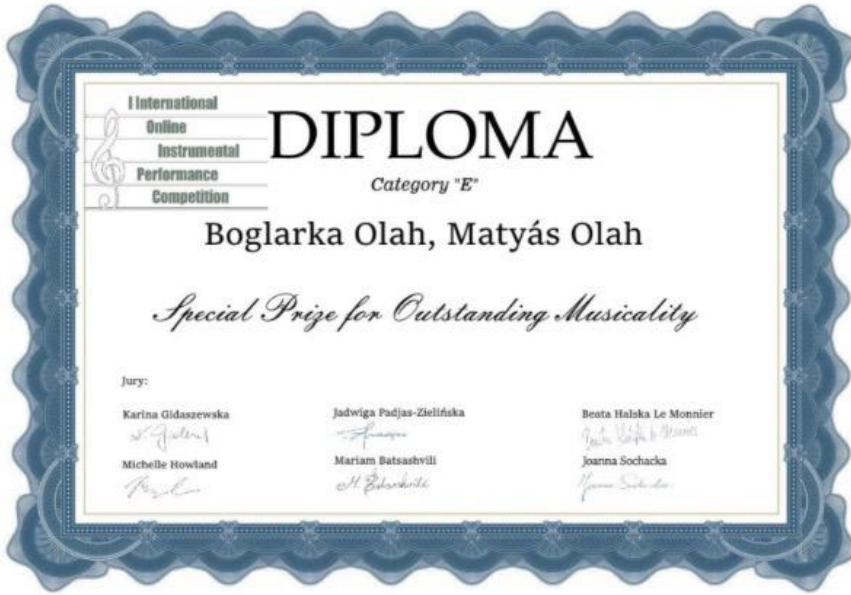 I International
Online
Instrumental
Performance
Competition
DIPLOMA
Category "E"
Boglarka Olah, Matyás Olah
Special Prize for Outstanding Musicality
Jury:
Karina Gidaszewska
Jadwiga Padjas-Zielińska
Beata Halska Le Monnier
Michelle Howland
Mariam Batsashvili
Joanna Sochacka